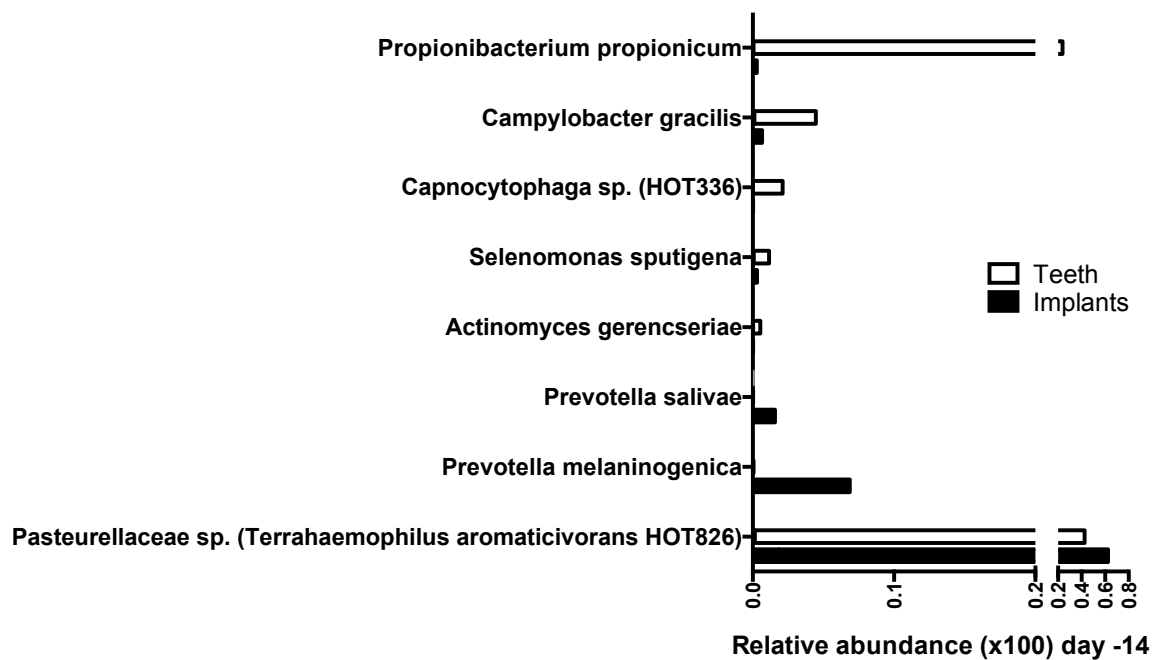 Propionibacterium propionicum
Campylobacter gracilis
Capnocytophaga sp. (HOT336)
Selenomonas sputigena
Teeth
Implants
Actinomyces gerencseriae
Prevotella salivae
Prevotella melaninogenica
Pasteurellaceae sp. (Terrahaemophilus aromaticivorans HOT826)
0.0 0.1 0.2 0.2 0.4 0.6 0.8
Relative abundance (x100) day -14